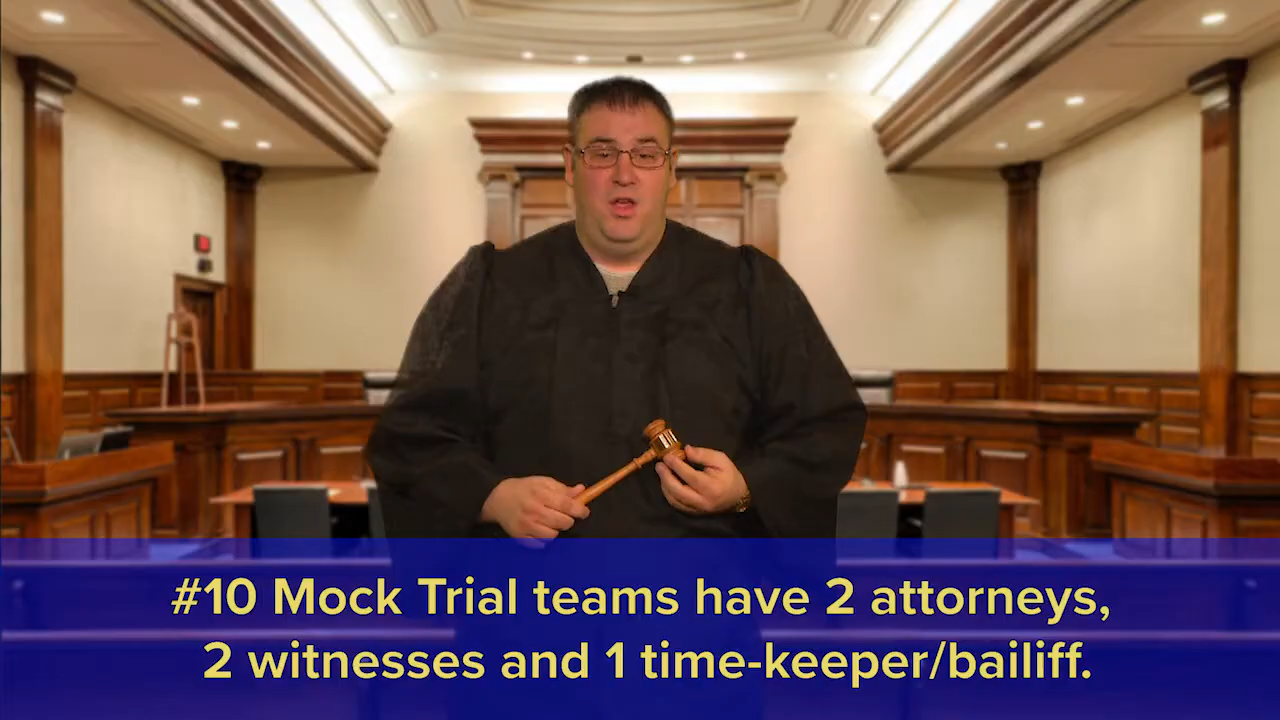 #10 Mock Trial teams have 2 attorneys,
2 witnesses and 1 time-keeper/bailiff.